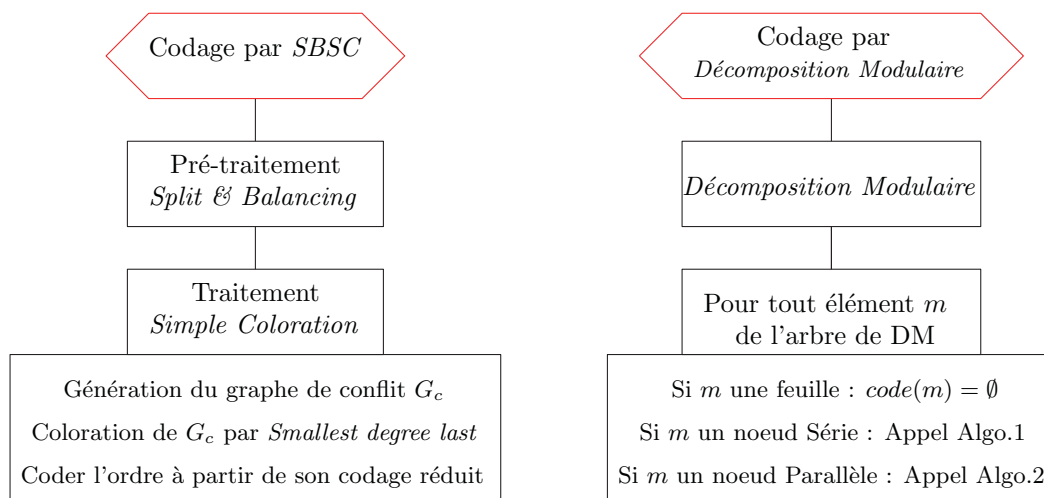 Codage par SBSC
Pré-traitement
Split & Balancing
Traitement
Simple Coloration
Génération du graphe de conflit G_c
Coloration de G_c par Smallest degree last
Coder l'ordre à partir de son codage réduit
Codage par
Décomposition Modulaire
Décomposition Modulaire
Pour tout élément m
de l'arbre de DM
Si m une feuille : code(m) = ∅
Si m un noeud Série : Appel Algo.1
Si m un noeud Parallèle : Appel Algo.2